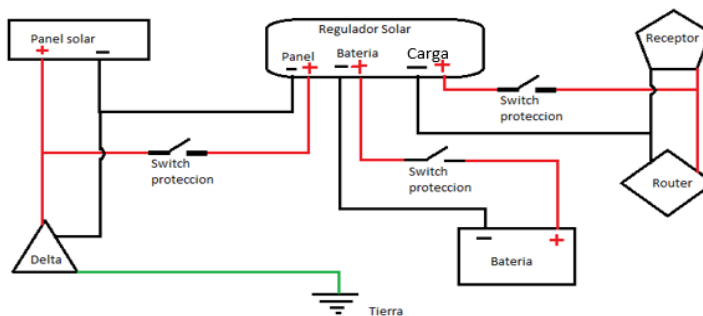 Panel solar
+ −
Regulador Solar
Panel
Bateria
Carga
− + − + − +
Receptor
Switch
proteccion
Switch
proteccion
Switch
proteccion
Router
− +
Bateria
Delta
Tierra